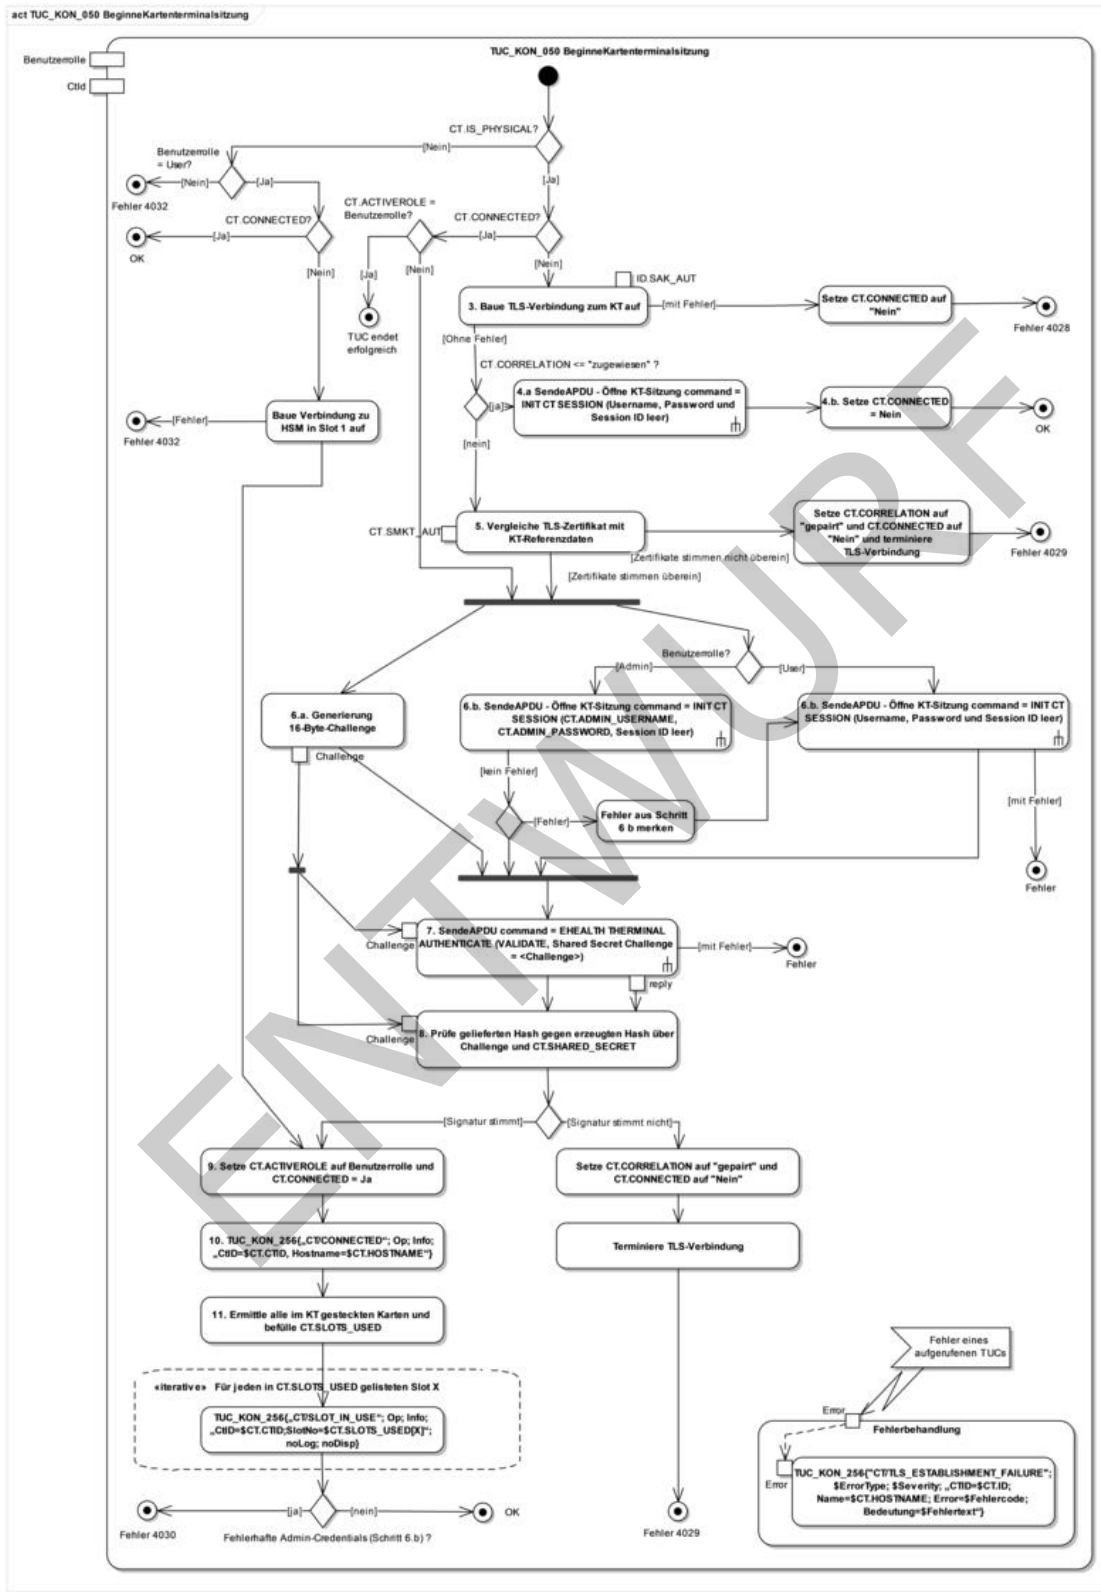 act TUC_KON_050 BeginneKartenterminalsitzung
TUC_KON_050 BeginneKartenterminalsitzung
Benutzerrolle
CtId
CT.IS_PHYSICAL?
[Nein]
[Ja]
Benutzerrolle
= User?
[Nein]
[Ja]
Fehler 4032
CT.CONNECTED?
[Ja]
OK
[Nein]
CT.ACTIVEROLE =
Benutzerrolle?
CT.CONNECTED?
[Ja]
[Nein]
[Ja]
[Nein]
TUC endet
erfolgreich
ID.SAK_AUT
3. Baue TLS-Verbindung zum KT auf
[mit Fehler]
Setze CT.CONNECTED auf
"Nein"
Fehler 4028
[Ohne Fehler]
CT.CORRELATION <= "zugewiesen" ?
[ja]
4.a SendeAPDU - Öffne KT-Sitzung command =
INIT CT SESSION (Username, Password und
Session ID leer)
4.b. Setze CT.CONNECTED
= Nein
OK
[nein]
Baue Verbindung zu
HSM in Slot 1 auf
[Fehler]
Fehler 4032
CT.SMKT_AUT
5. Vergleiche TLS-Zertifikat mit
KT-Referenzdaten
[Zertifikate stimmen nicht überein]
Setze CT.CORRELATION auf
"gepairt" und CT.CONNECTED auf
"Nein" und terminiere
TLS-Verbindung
Fehler 4029
[Zertifikate stimmen überein]
Benutzerrolle?
[Admin]
[User]
6.a. Generierung
16-Byte-Challenge
Challenge
6.b. SendeAPDU - Öffne KT-Sitzung command = INIT CT
SESSION (CT.ADMIN_USERNAME,
CT.ADMIN_PASSWORD, Session ID leer)
6.b. SendeAPDU - Öffne KT-Sitzung command = INIT CT
SESSION (Username, Password und Session ID leer)
[kein Fehler]
[Fehler]
Fehler aus Schritt
6 b merken
[mit Fehler]
Fehler
Challenge
7. SendeAPDU command = EHEALTH THERMINAL
AUTHENTICATE (VALIDATE, Shared Secret Challenge
= <Challenge>)
[mit Fehler]
Fehler
reply
Challenge
8. Prüfe gelieferten Hash gegen erzeugten Hash über
Challenge und CT.SHARED_SECRET
[Signatur stimmt]
[Signatur stimmt nicht]
9. Setze CT.ACTIVEROLE auf Benutzerrolle und
CT.CONNECTED = Ja
Setze CT.CORRELATION auf "gepairt" und
CT.CONNECTED auf "Nein"
10. TUC_KON_256{„CT/CONNECTED“; Op; Info;
„CtID=$CT.CTID, Hostname=$CT.HOSTNAME“}
Terminiere TLS-Verbindung
11. Ermittle alle im KT gesteckten Karten und
befülle CT.SLOTS_USED
«iterative» Für jeden in CT.SLOTS_USED gelisteten Slot X
TUC_KON_256{„CT/SLOT_IN_USE“; Op; Info;
„CtID=$CT.CTID;SlotNo=$CT.SLOTS_USED[X]“;
noLog; noDisp}
[ja]
[nein]
Fehler 4030
OK
Fehlerhafte Admin-Credentials (Schritt 6.b) ?
Fehler 4029
Fehler eines
aufgerufenen TUCs
Error
Fehlerbehandlung
Error
TUC_KON_256{"CT/TLS_ESTABLISHMENT_FAILURE";
$ErrorType; $Severity; „CTID=$CT.ID;
Name=$CT.HOSTNAME; Error=$Fehlercode;
Bedeutung=$Fehlertext“}
ENTWURF